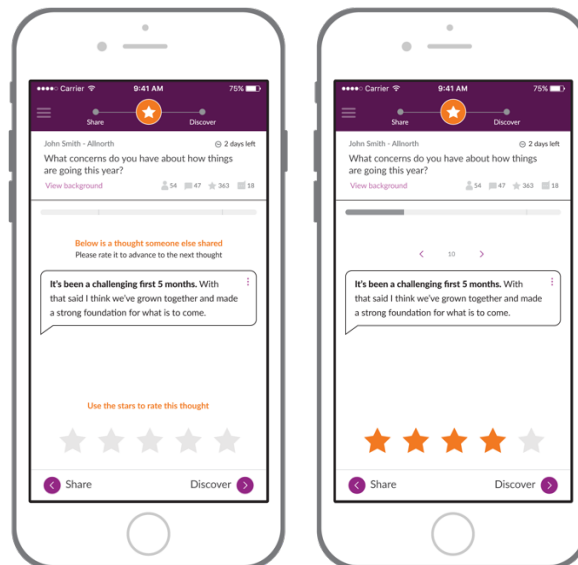 ●●●●○ Carrier 9:41 AM 75%
Share Discover
John Smith - Allnorth 2 days left
What concerns do you have about how things
are going this year?
View background 54 47 363 18
Below is a thought someone else shared
Please rate it to advance to the next thought
It's been a challenging first 5 months. With
that said I think we've grown together and made
a strong foundation for what is to come.
Use the stars to rate this thought
Share Discover
●●●●○ Carrier 9:41 AM 75%
Share Discover
John Smith - Allnorth 2 days left
What concerns do you have about how things
are going this year?
View background 54 47 363 18
10
It's been a challenging first 5 months. With
that said I think we've grown together and made
a strong foundation for what is to come.
Share Discover